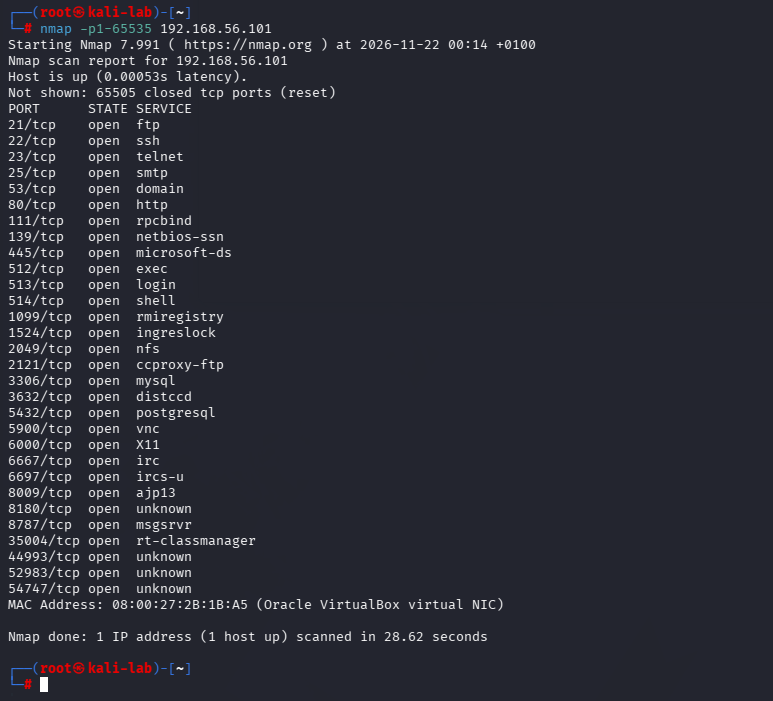 ┌──(root㉿kali-lab)-[~]
└─# nmap -p1-65535 192.168.56.101
Starting Nmap 7.991 ( https://nmap.org ) at 2026-11-22 00:14 +0100
Nmap scan report for 192.168.56.101
Host is up (0.00053s latency).
Not shown: 65505 closed tcp ports (reset)
PORT      STATE SERVICE
21/tcp    open  ftp
22/tcp    open  ssh
23/tcp    open  telnet
25/tcp    open  smtp
53/tcp    open  domain
80/tcp    open  http
111/tcp   open  rpcbind
139/tcp   open  netbios-ssn
445/tcp   open  microsoft-ds
512/tcp   open  exec
513/tcp   open  login
514/tcp   open  shell
1099/tcp  open  rmiregistry
1524/tcp  open  ingreslock
2049/tcp  open  nfs
2121/tcp  open  ccproxy-ftp
3306/tcp  open  mysql
3632/tcp  open  distccd
5432/tcp  open  postgresql
5900/tcp  open  vnc
6000/tcp  open  X11
6667/tcp  open  irc
6697/tcp  open  ircs-u
8009/tcp  open  ajp13
8180/tcp  open  unknown
8787/tcp  open  msgsrvr
35004/tcp open  rt-classmanager
44993/tcp open  unknown
52983/tcp open  unknown
54747/tcp open  unknown
MAC Address: 08:00:27:2B:1B:A5 (Oracle VirtualBox virtual NIC)

Nmap done: 1 IP address (1 host up) scanned in 28.62 seconds

┌──(root㉿kali-lab)-[~]
└─#